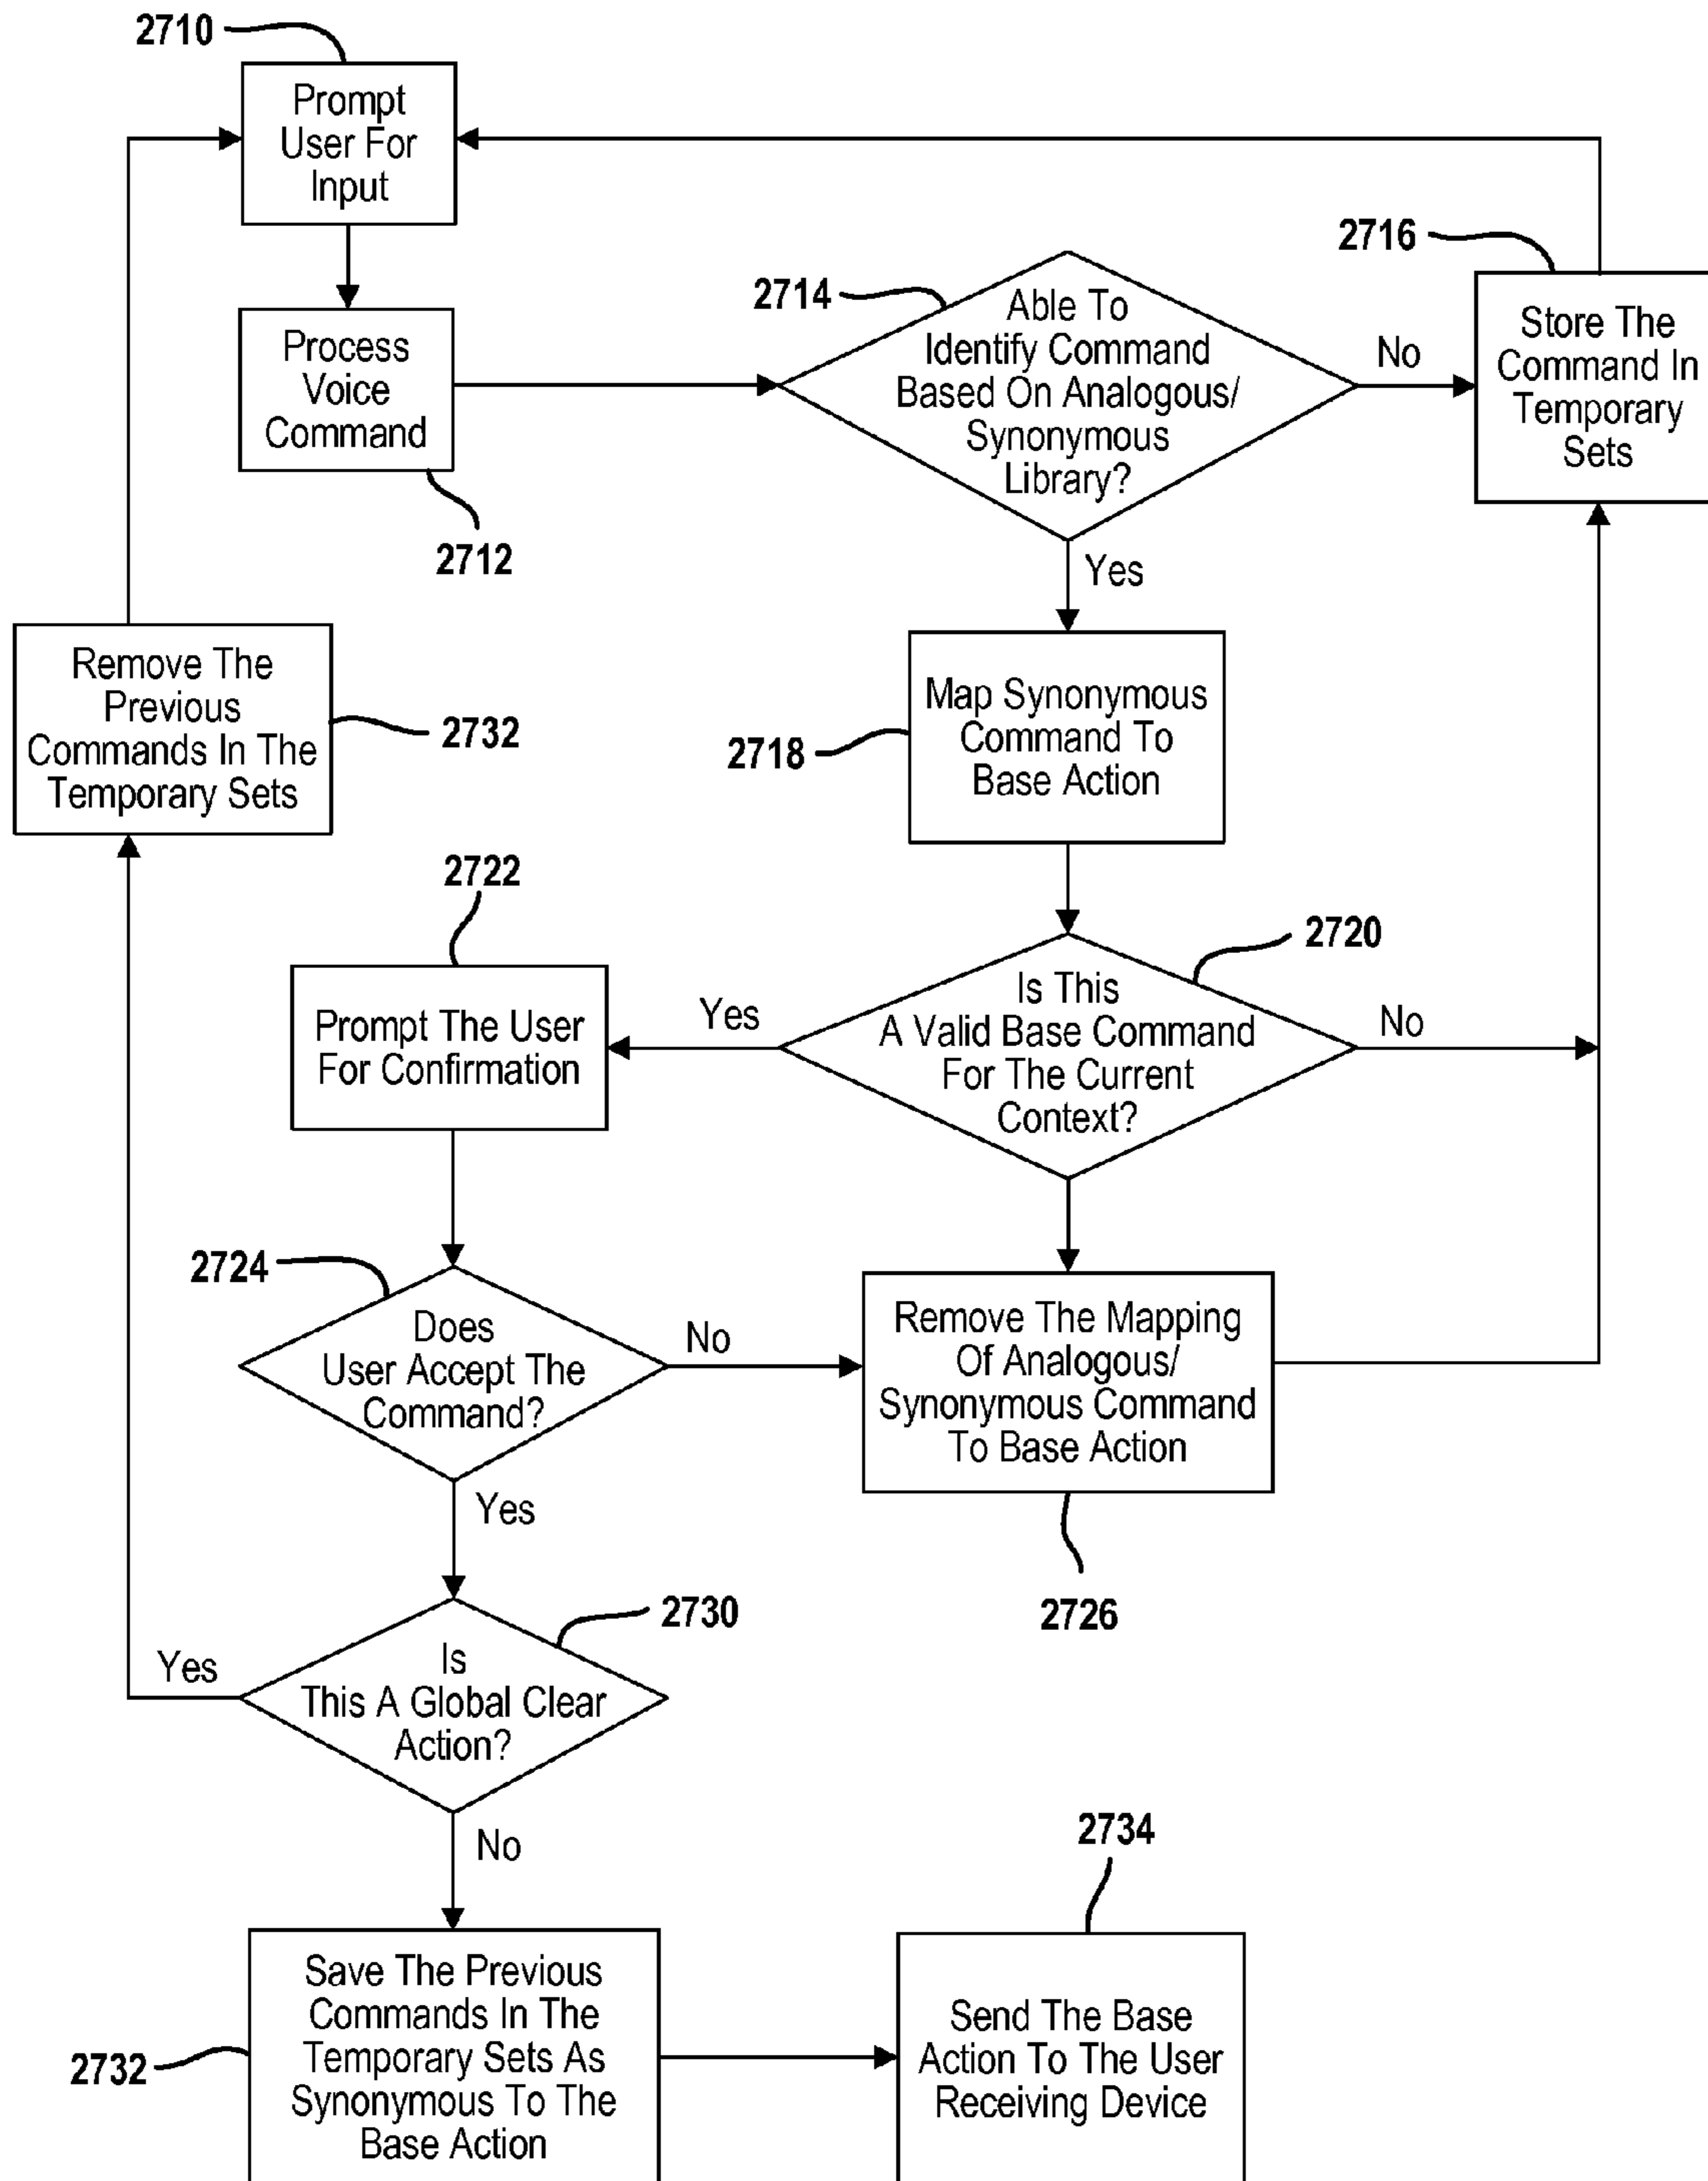 2710
Prompt
User For
Input
2716
2714
Able To
Identify Command
Based On Analogous/
Synonymous
Library?
No
Store The
Command In
Temporary
Sets
Process
Voice
Command
2712
Yes
Remove The
Previous
Commands In The
Temporary Sets
2732
Map Synonymous
Command To
Base Action
2718
2722
2720
Prompt The User
For Confirmation
Yes
Is This
A Valid Base Command
For The Current
Context?
No
2724
Does
User Accept The
Command?
No
Remove The Mapping
Of Analogous/
Synonymous Command
To Base Action
Yes
2726
2730
Yes
Is
This A Global Clear
Action?
No
2734
2732
Save The Previous
Commands In The
Temporary Sets As
Synonymous To The
Base Action
Send The Base
Action To The User
Receiving Device